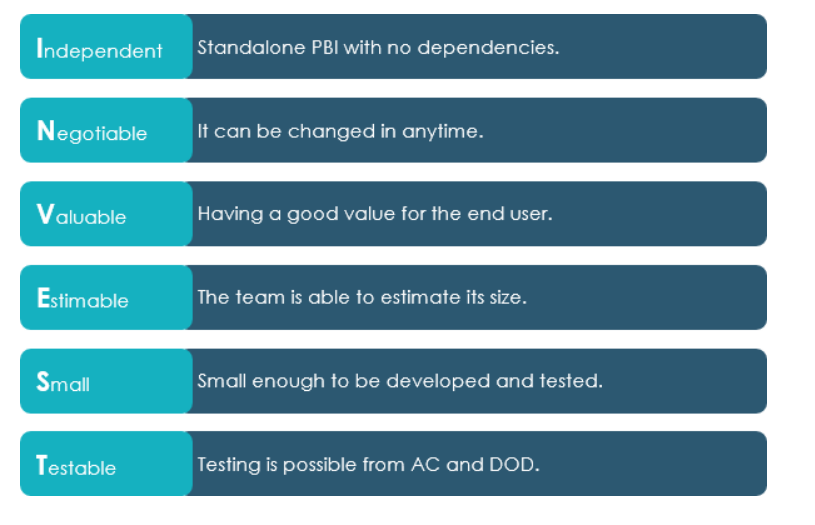 Independent Standalone PBI with no dependencies.
Negotiable It can be changed in anytime.
Valuable Having a good value for the end user.
Estimable The team is able to estimate its size.
Small Small enough to be developed and tested.
Testable Testing is possible from AC and DOD.